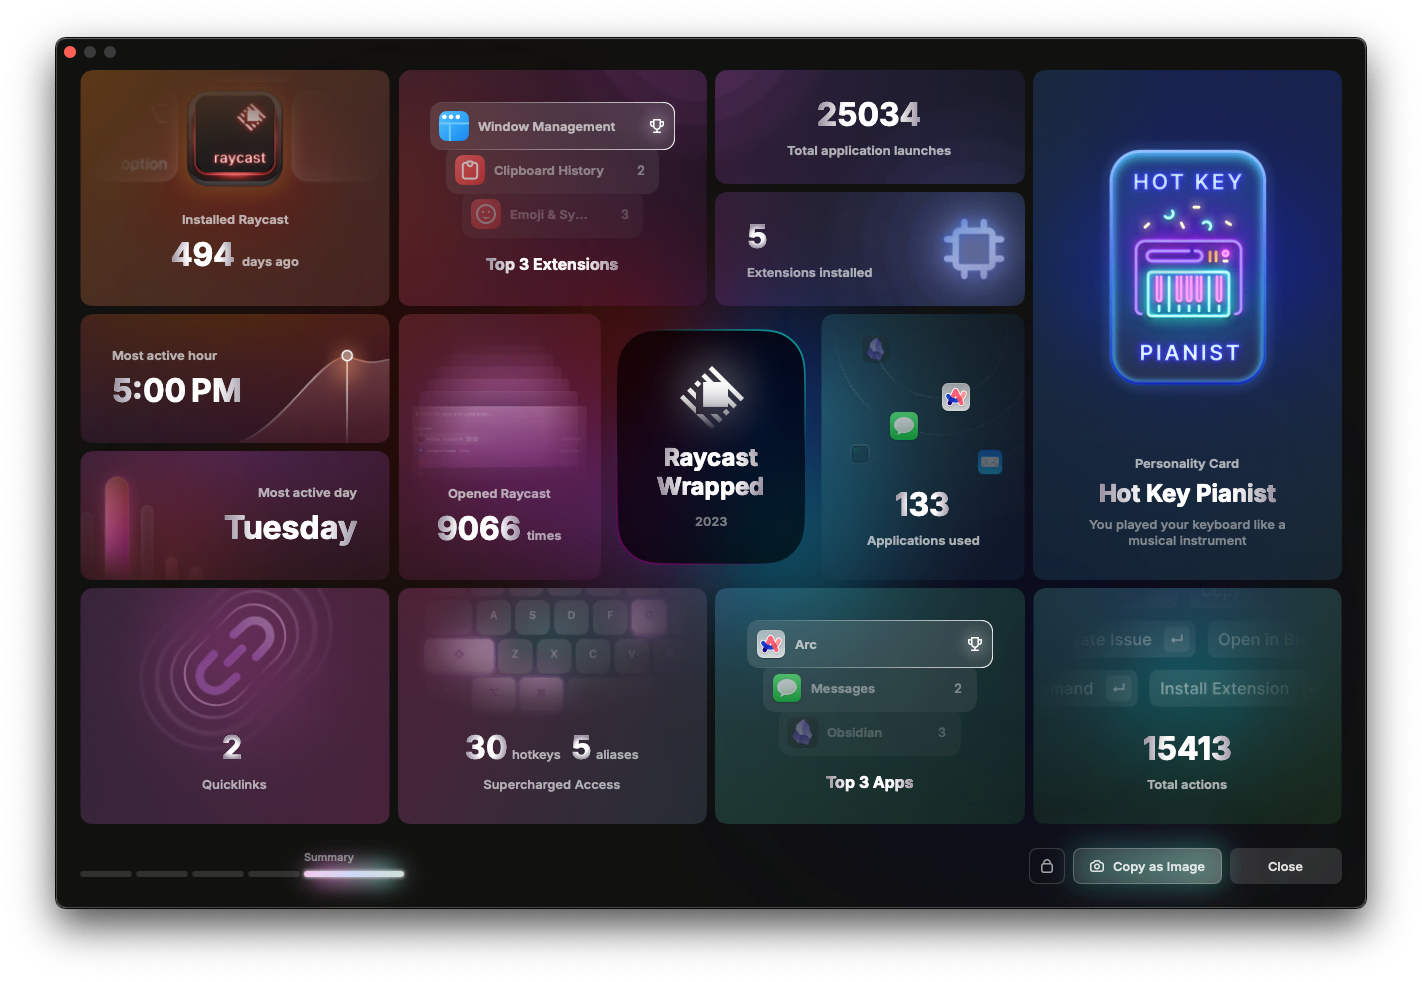 option
raycast
Installed Raycast
494 days ago
Window Management
Clipboard History 2
Emoji & Sy... 3
Top 3 Extensions
25034
Total application launches
5
Extensions installed
HOT KEY
PIANIST
Personality Card
Hot Key Pianist
You played your keyboard like a
musical instrument
Most active hour
5:00 PM
Most active day
Tuesday
Opened Raycast
9066 times
Raycast
Wrapped
2023
133
Applications used
2
Quicklinks
A S D F G
Z X C V
30 hotkeys 5 aliases
Supercharged Access
Arc
Messages 2
Obsidian 3
Top 3 Apps
Copy
ate Issue Open in Br
mand Install Extension
15413
Total actions
Summary
Copy as Image
Close